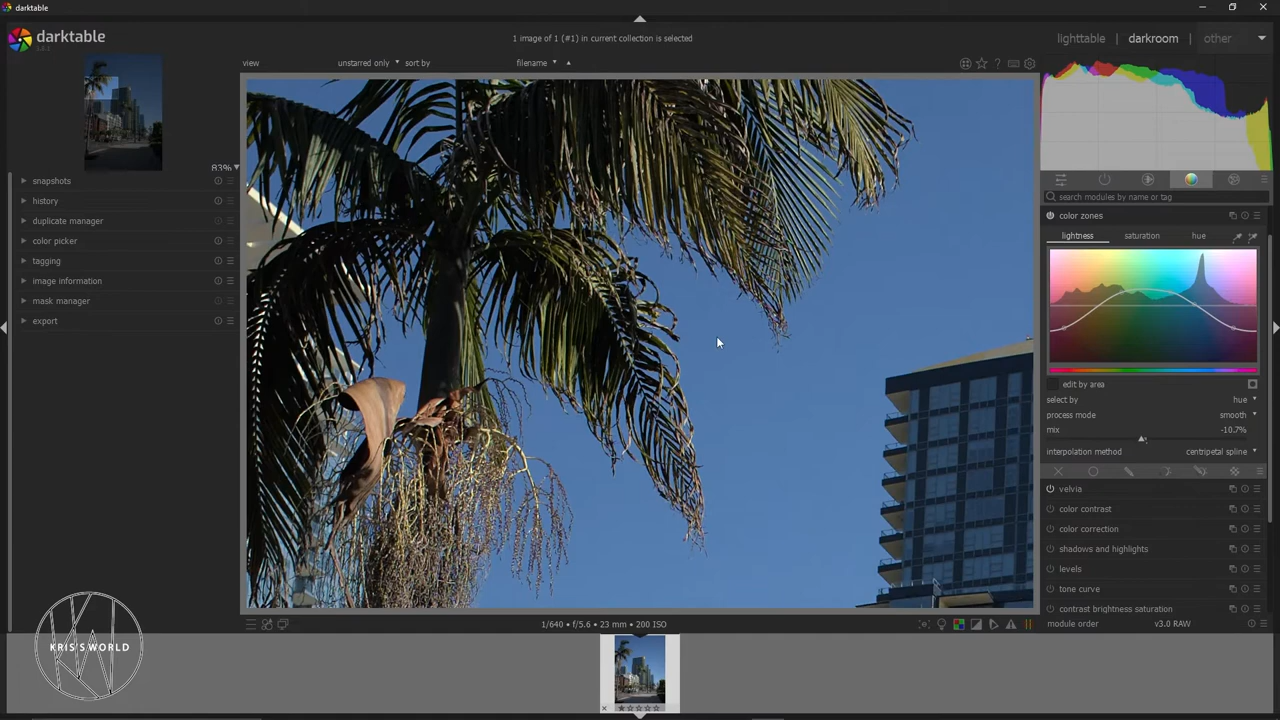 darktable
darktable
1 image of 1 (#1) in current collection is selected
lighttable | darkroom | other
view unstarred only sort by filename
83%
snapshots
history
duplicate manager
color picker
tagging
image information
mask manager
export
search modules by name or tag
color zones
lightness saturation hue
edit by area
select by hue
process mode smooth
mix -10.7%
interpolation method centripetal spline
velvia
color contrast
color correction
shadows and highlights
levels
tone curve
contrast brightness saturation
module order v3.0 RAW
1/640 • f/5.6 • 23 mm • 200 ISO
KRIS'S WORLD